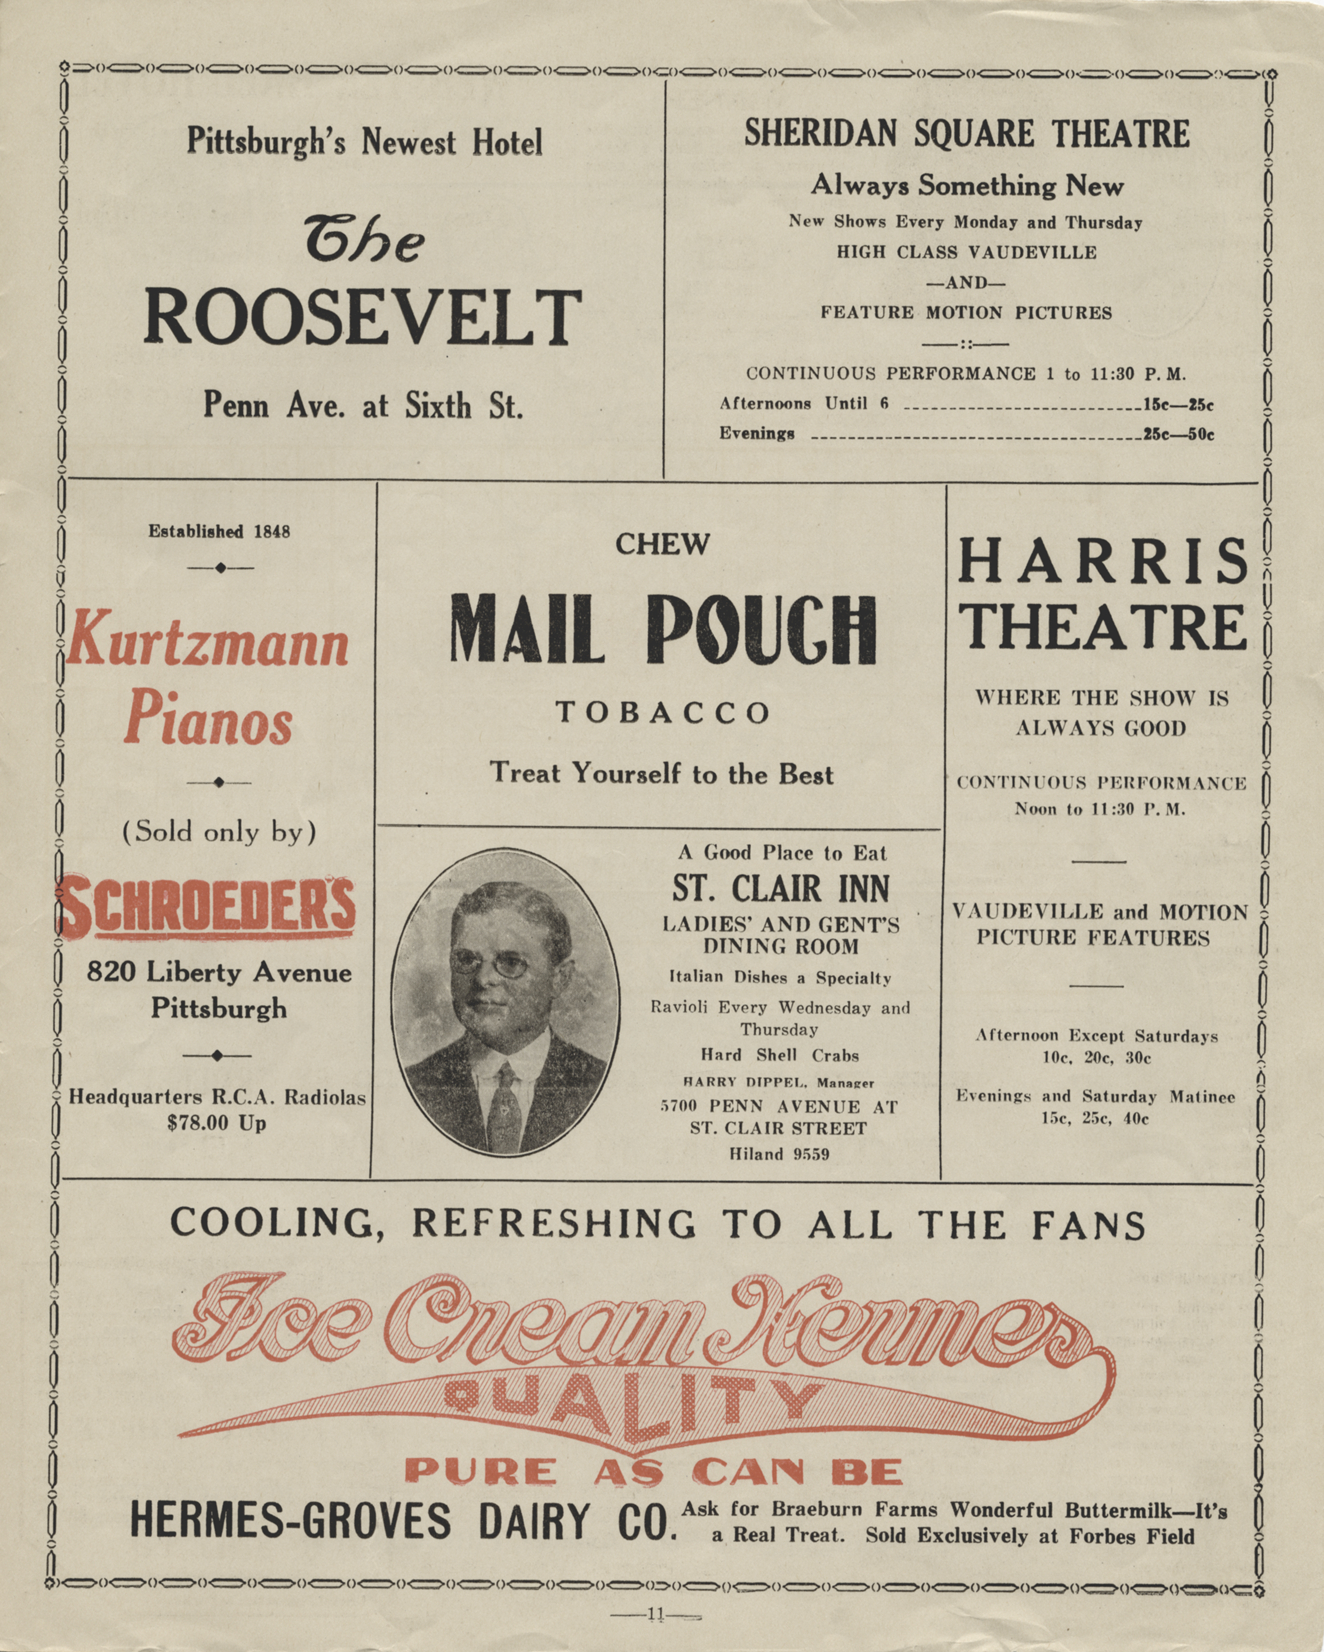 Pittsburgh's Newest Hotel
The
ROOSEVELT
Penn Ave. at Sixth St.
SHERIDAN SQUARE THEATRE
Always Something New
New Shows Every Monday and Thursday
HIGH CLASS VAUDEVILLE
—AND—
FEATURE MOTION PICTURES
——::——
CONTINUOUS PERFORMANCE 1 to 11:30 P. M.
Afternoons Until 6 --------------------------15c—25c
Evenings ------------------------------------25c—50c
Established 1848
Kurtzmann
Pianos
(Sold only by)
SCHROEDER'S
820 Liberty Avenue
Pittsburgh
Headquarters R.C.A. Radiolas
$78.00 Up
CHEW
MAIL POUCH
TOBACCO
Treat Yourself to the Best
A Good Place to Eat
ST. CLAIR INN
LADIES' AND GENT'S
DINING ROOM
Italian Dishes a Specialty
Ravioli Every Wednesday and
Thursday
Hard Shell Crabs
HARRY DIPPEL, Manager
5700 PENN AVENUE AT
ST. CLAIR STREET
Hiland 9559
HARRIS
THEATRE
WHERE THE SHOW IS
ALWAYS GOOD
CONTINUOUS PERFORMANCE
Noon to 11:30 P. M.
VAUDEVILLE and MOTION
PICTURE FEATURES
Afternoon Except Saturdays
10c, 20c, 30c
Evenings and Saturday Matinee
15c, 25c, 40c
COOLING, REFRESHING TO ALL THE FANS
Ice Cream Hermes
QUALITY
PURE AS CAN BE
HERMES-GROVES DAIRY CO.
Ask for Braeburn Farms Wonderful Buttermilk—It's
a Real Treat. Sold Exclusively at Forbes Field
—11—